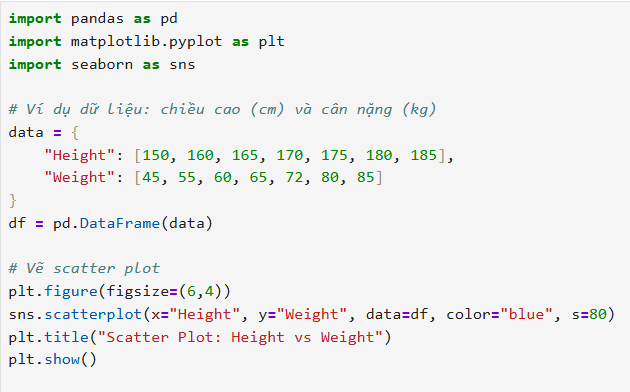 import pandas as pd
import matplotlib.pyplot as plt
import seaborn as sns
# Ví dụ dữ liệu: chiều cao (cm) và cân nặng (kg)
data = {
    "Height": [150, 160, 165, 170, 175, 180, 185],
    "Weight": [45, 55, 60, 65, 72, 80, 85]
}
df = pd.DataFrame(data)
# Vẽ scatter plot
plt.figure(figsize=(6,4))
sns.scatterplot(x="Height", y="Weight", data=df, color="blue", s=80)
plt.title("Scatter Plot: Height vs Weight")
plt.show()